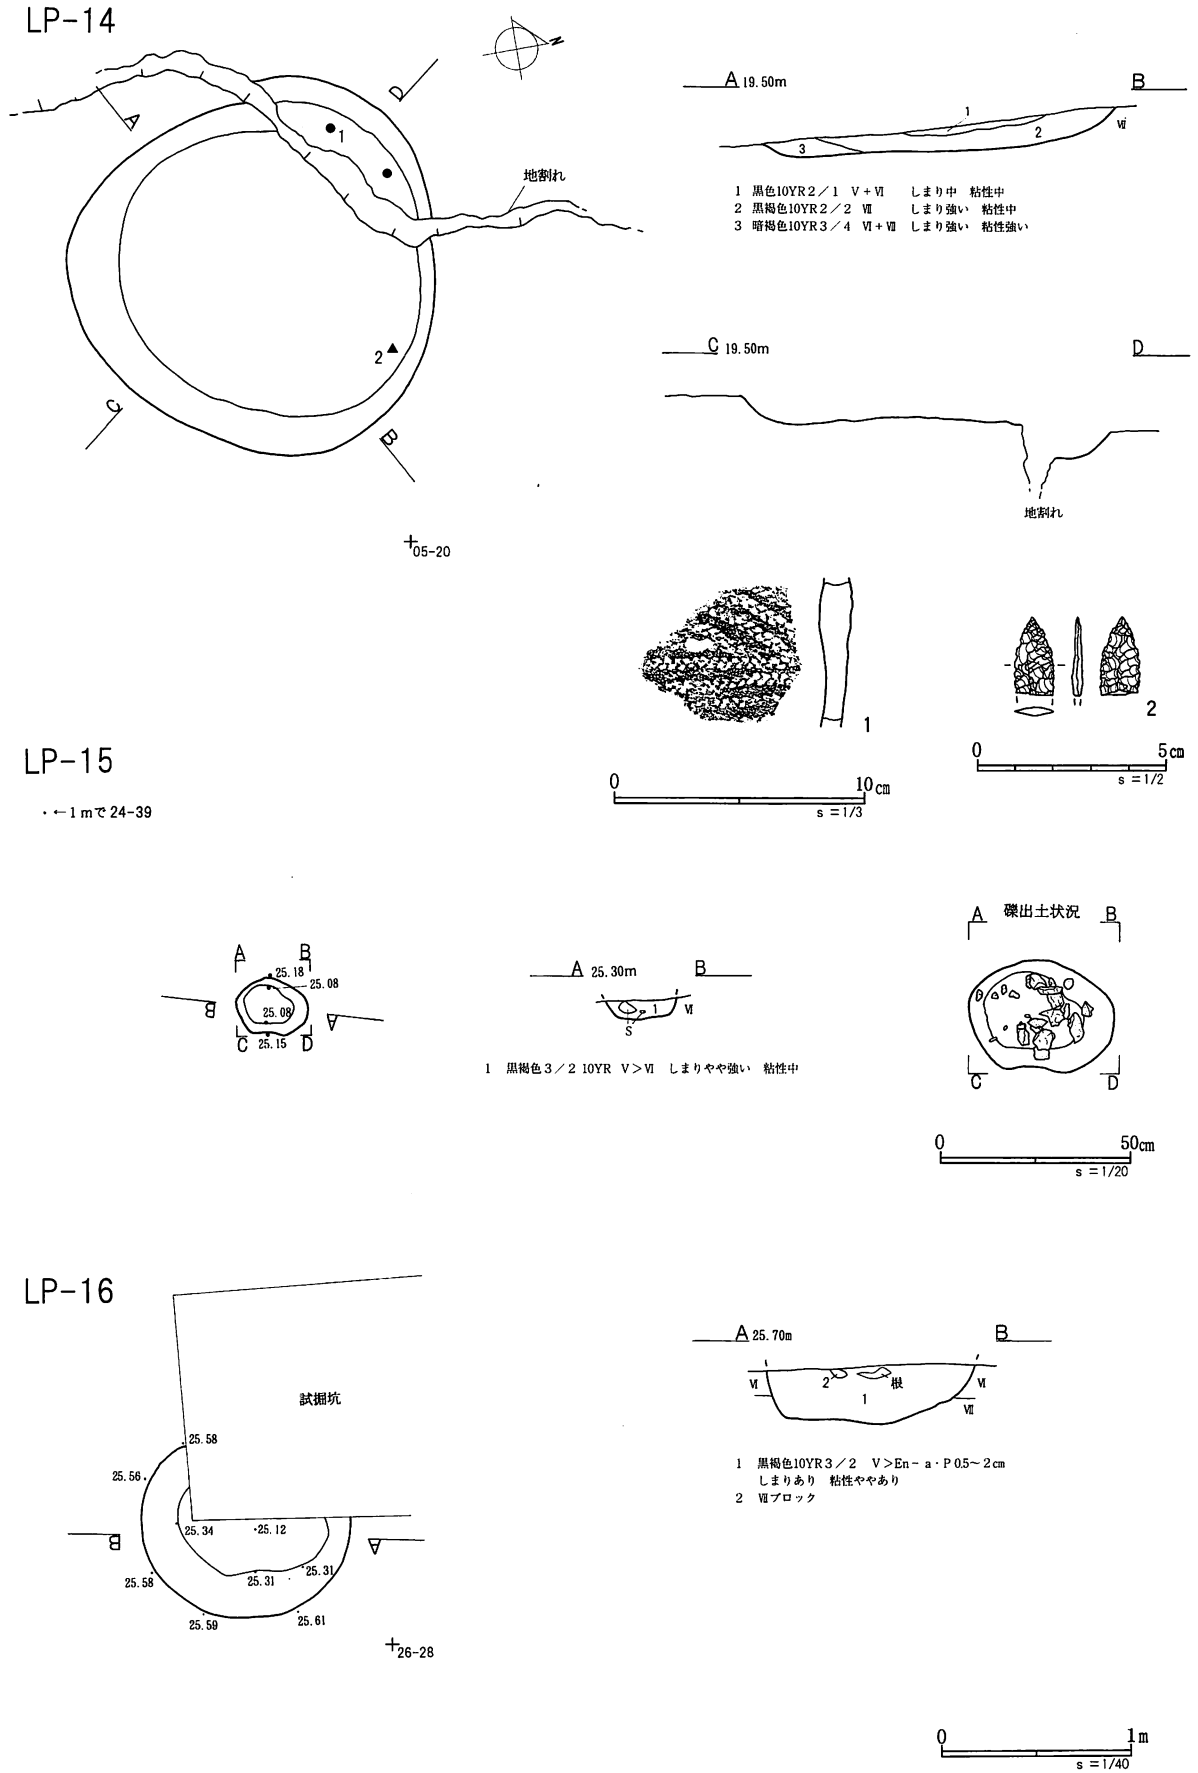 LP-14
N
D
A
1
地割れ
2
C
B
05-20
A 19.50m B
1
2
3
Ⅶ
1 黒色10YR2/1 Ⅴ+Ⅵ しまり中 粘性中
2 黒褐色10YR2/2 Ⅶ しまり強い 粘性中
3 暗褐色10YR3/4 Ⅵ+Ⅶ しまり強い 粘性強い
C 19.50m D
地割れ
1
2
0 10cm
s=1/3
0 5cm
s=1/2
LP-15
・←1mで24-39
A B
25.18
25.08
B
25.08
A
C D
25.15
A 25.30m B
S
1
Ⅵ
1 黒褐色3/2 10YR Ⅴ>Ⅵ しまりやや強い 粘性中
A 礫出土状況 B
C D
0 50cm
s=1/20
LP-16
試掘坑
25.58
25.56
25.34
25.12
B
A
25.58
25.31
25.31
25.59
25.61
26-28
A 25.70m B
Ⅵ
2
根
1
Ⅵ
Ⅶ
1 黒褐色10YR3/2 Ⅴ>En-a・P0.5~2cm
しまりあり 粘性ややあり
2 Ⅶブロック
0 1m
s=1/40